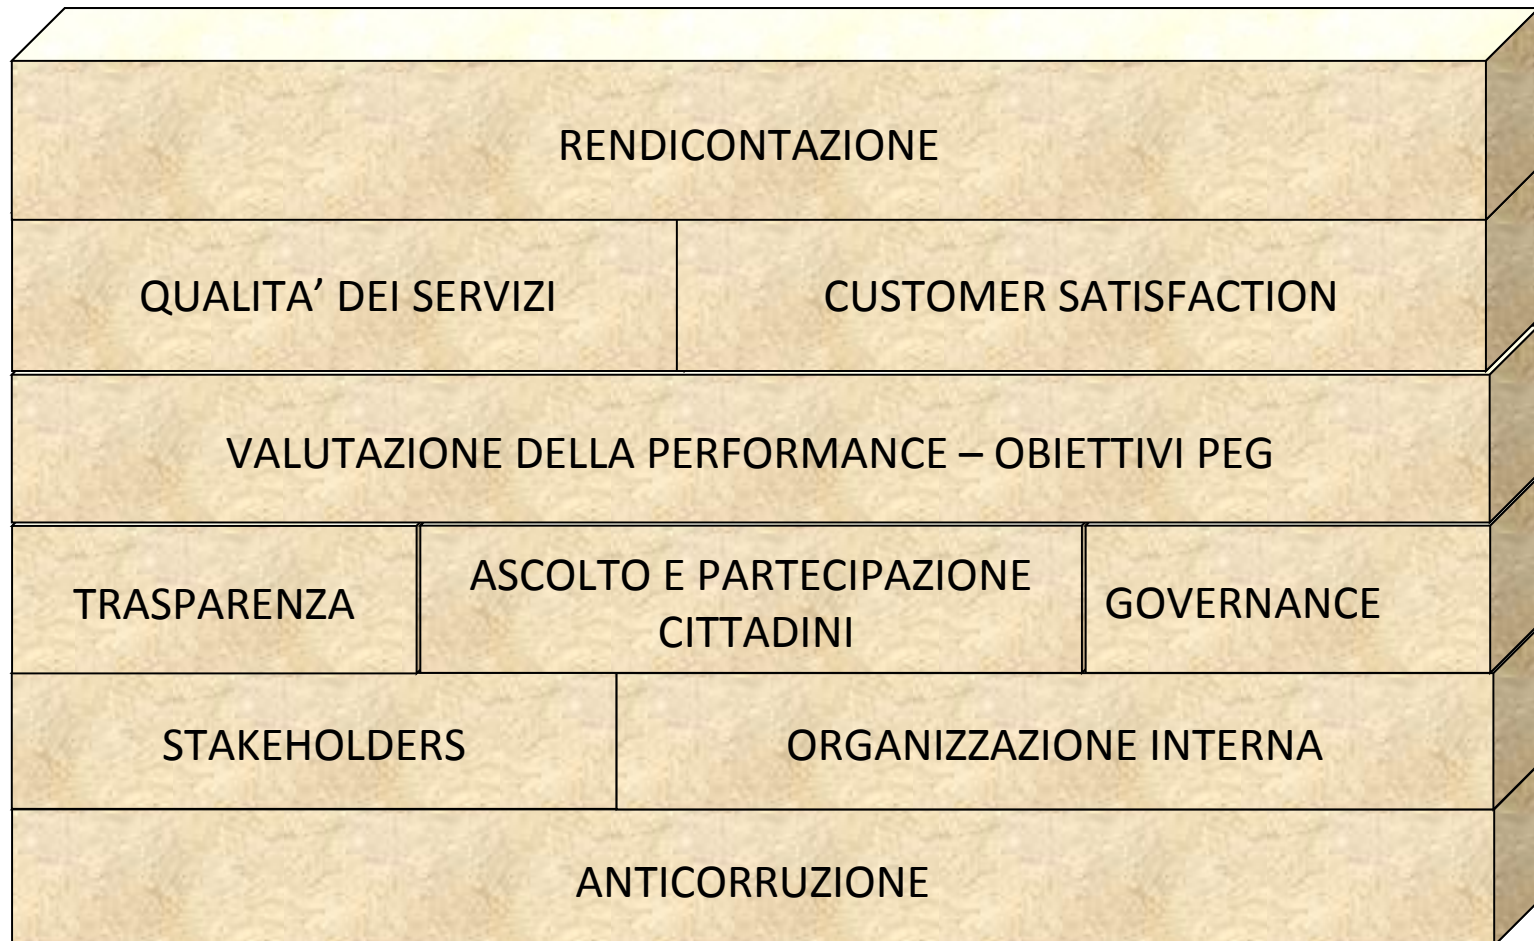 RENDICONTAZIONE
QUALITA’ DEI SERVIZI
CUSTOMER SATISFACTION
VALUTAZIONE DELLA PERFORMANCE – OBIETTIVI PEG
TRASPARENZA
ASCOLTO E PARTECIPAZIONE
CITTADINI
GOVERNANCE
STAKEHOLDERS
ORGANIZZAZIONE INTERNA
ANTICORRUZIONE